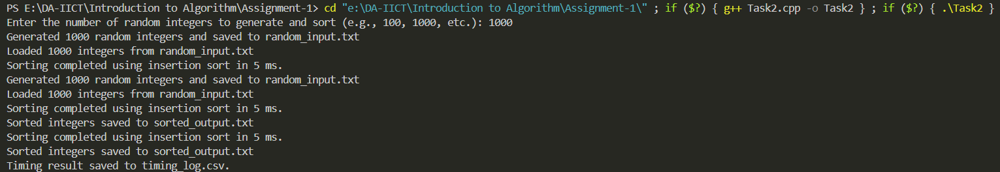 PS E:\DA-IICT\Introduction to Algorithm\Assignment-1> cd "e:\DA-IICT\Introduction to Algorithm\Assignment-1\" ; if ($?) { g++ Task2.cpp -o Task2 } ; if ($?) { .\Task2 }
Enter the number of random integers to generate and sort (e.g., 100, 1000, etc.): 1000
Generated 1000 random integers and saved to random_input.txt
Loaded 1000 integers from random_input.txt
Sorting completed using insertion sort in 5 ms.
Generated 1000 random integers and saved to random_input.txt
Loaded 1000 integers from random_input.txt
Sorting completed using insertion sort in 5 ms.
Sorted integers saved to sorted_output.txt
Sorting completed using insertion sort in 5 ms.
Sorted integers saved to sorted_output.txt
Timing result saved to timing_log.csv.